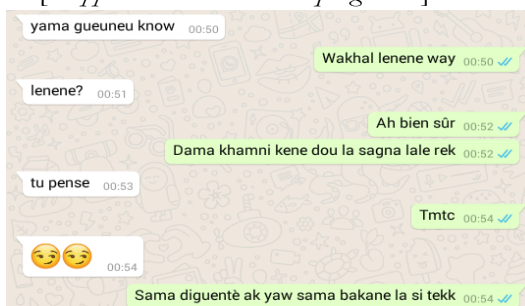 yama gueuneu know 00:50
Wakhal lenene way 00:50
lenene? 00:51
Ah bien sûr 00:52
Dama khamni kene dou la sagna lale rek 00:52
tu pense 00:53
Tmtc 00:54
😏😏 00:54
Sama diguentè ak yaw sama bakane la si tekk 00:54